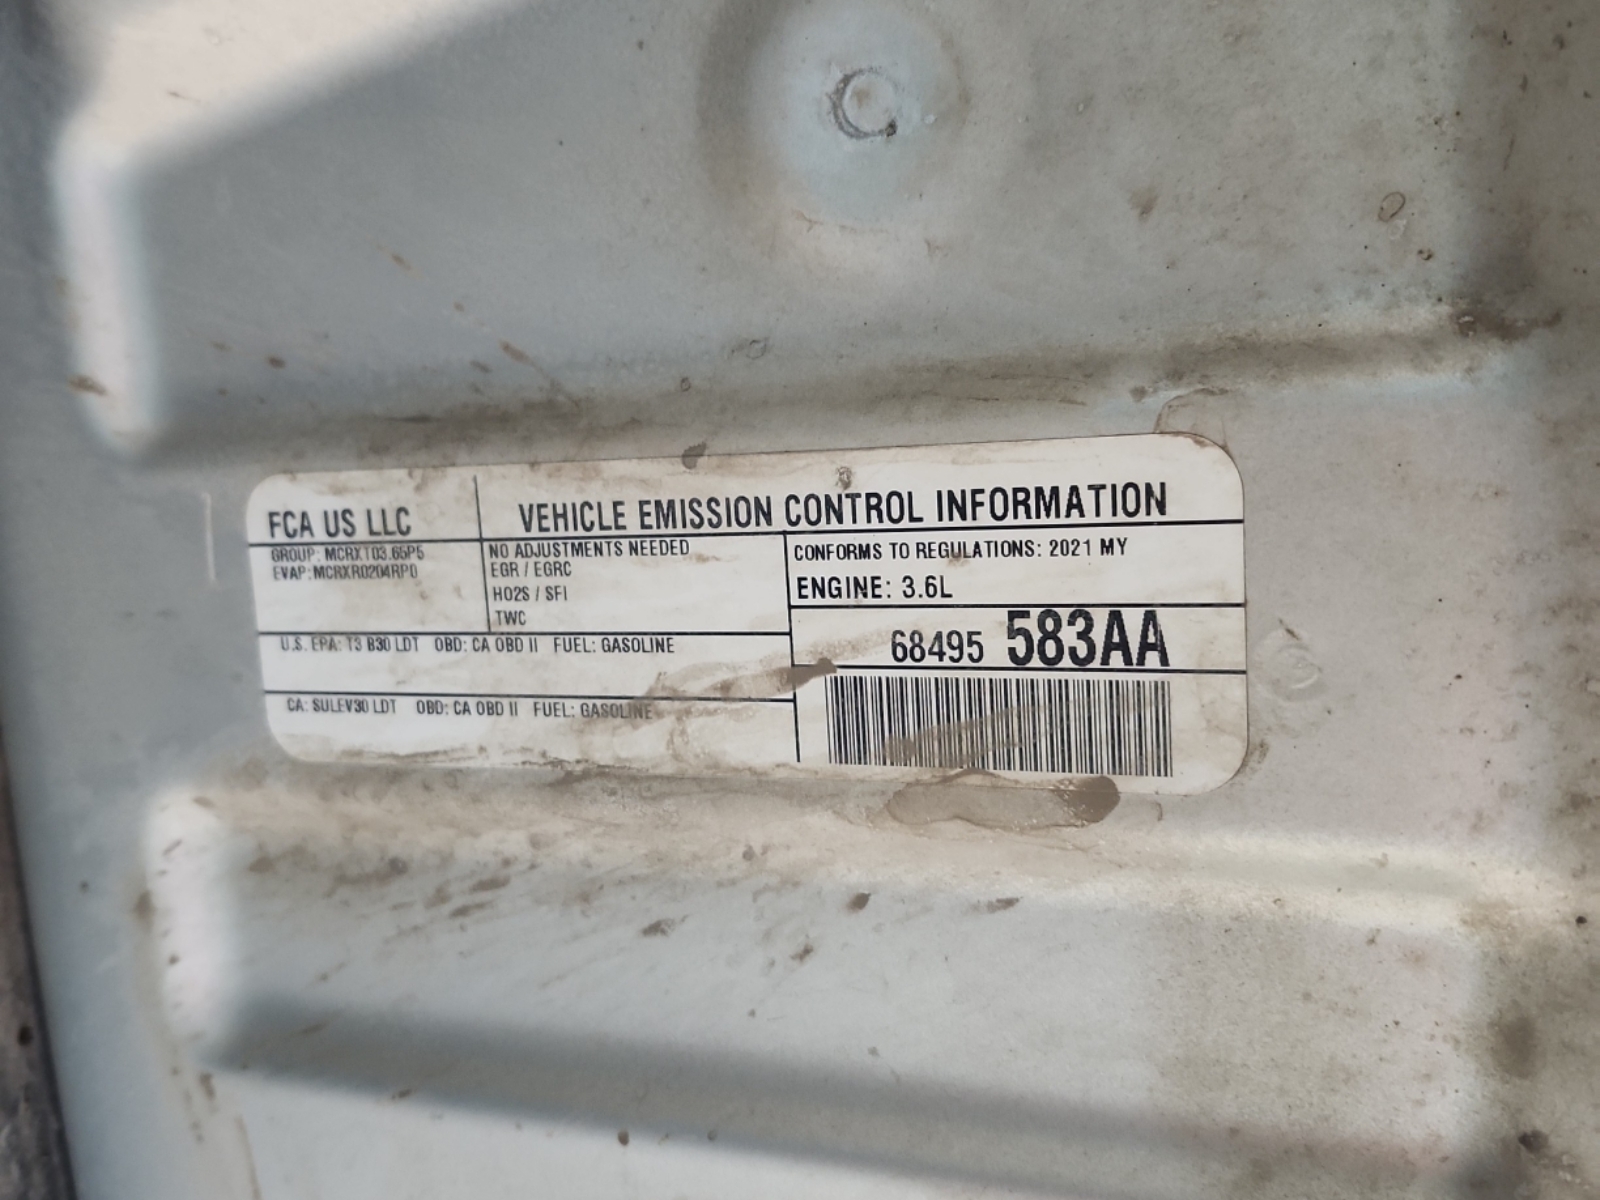 FCA US LLC
VEHICLE EMISSION CONTROL INFORMATION
GROUP: MCRXT03.65P5
EVAP: MCRXR0204RP0
NO ADJUSTMENTS NEEDED
EGR / EGRC
HO2S / SFI
TWC
CONFORMS TO REGULATIONS: 2021 MY
ENGINE: 3.6L
68495 583AA
U.S. EPA: T3 B30 LDT OBD: CA OBD II FUEL: GASOLINE
CA: SULEV30 LDT OBD: CA OBD II FUEL: GASOLINE